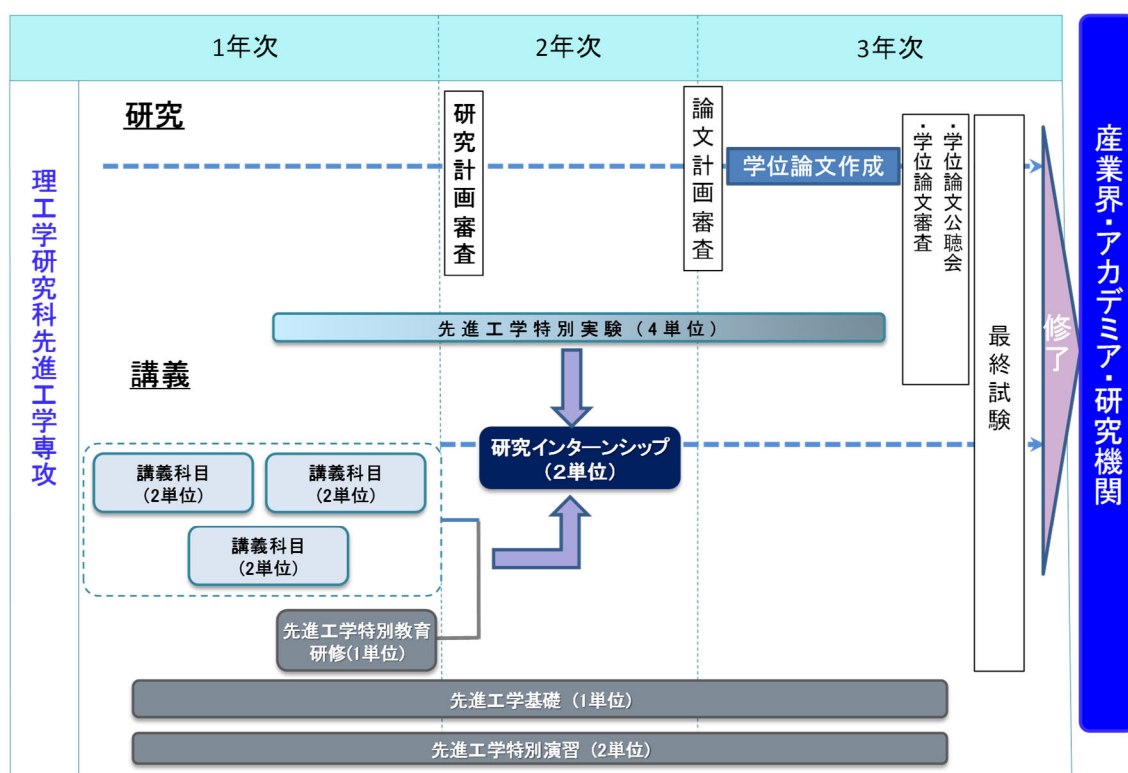 1年次
2年次
3年次
理工学研究科先進工学専攻
研究
研究計画審査
論文計画審査
学位論文作成
・学位論文公聴会
・学位論文審査
最終試験
修了
産業界・アカデミア・研究機関
先進工学特別実験(4単位)
講義
研究インターンシップ
(2単位)
講義科目
(2単位)
講義科目
(2単位)
講義科目
(2単位)
先進工学特別教育
研修(1単位)
先進工学基礎 (1単位)
先進工学特別演習 (2単位)